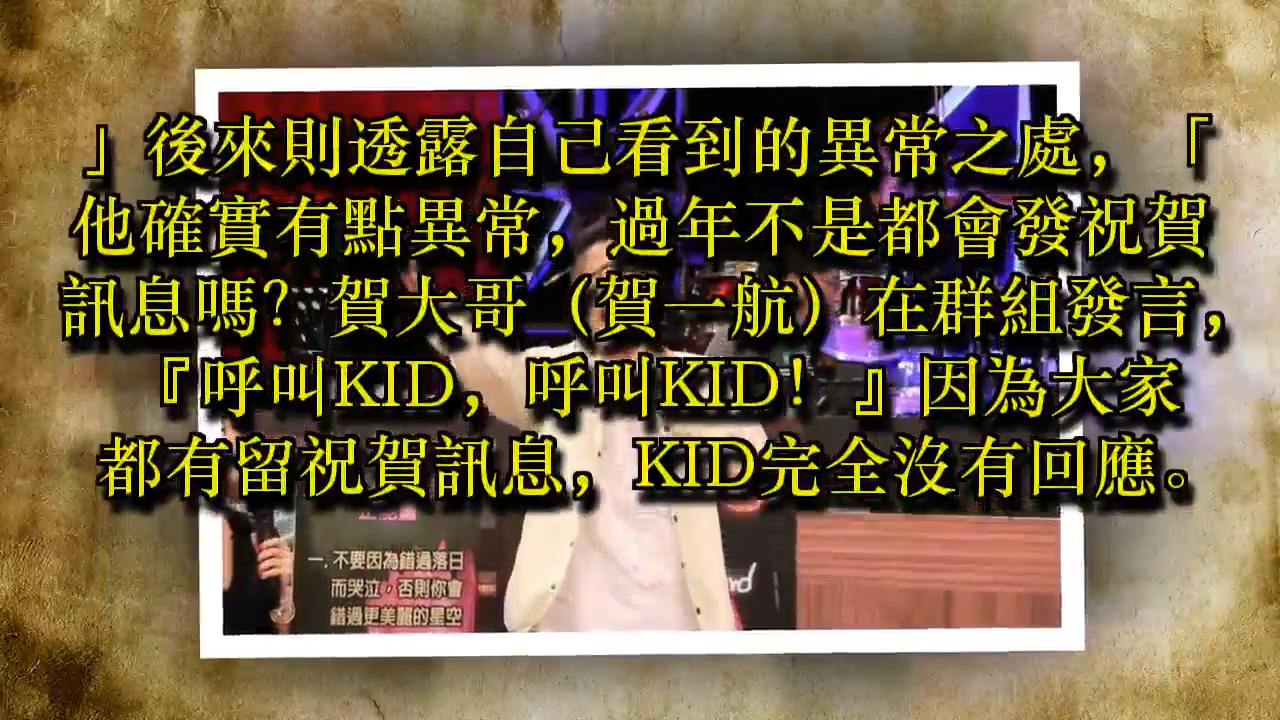 」後來則透露自己看到的異常之處，「
他確實有點異常，過年不是都會發祝賀
訊息嗎？賀大哥（賀一航）在群組發言，
『呼叫KID，呼叫KID！』因為大家
都有留祝賀訊息，KID完全沒有回應。
一. 不要因為錯過落日
而哭泣，否則你會
錯過更美麗的星空